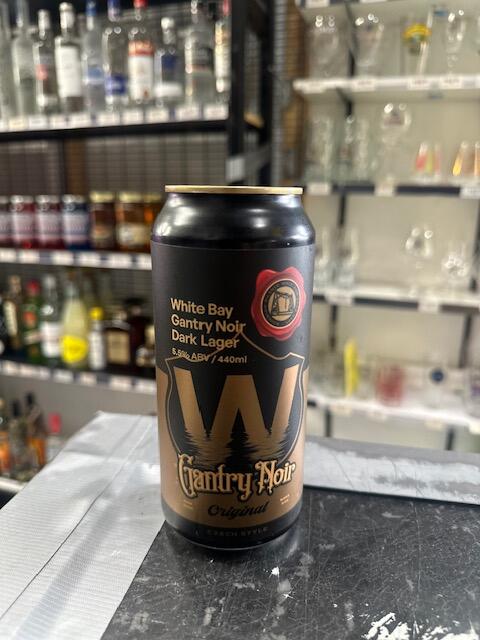 White Bay
Gantry Noir
Dark Lager
5.5% ABV / 440ml
W
Gantry Noir
Original
CZECH STYLE